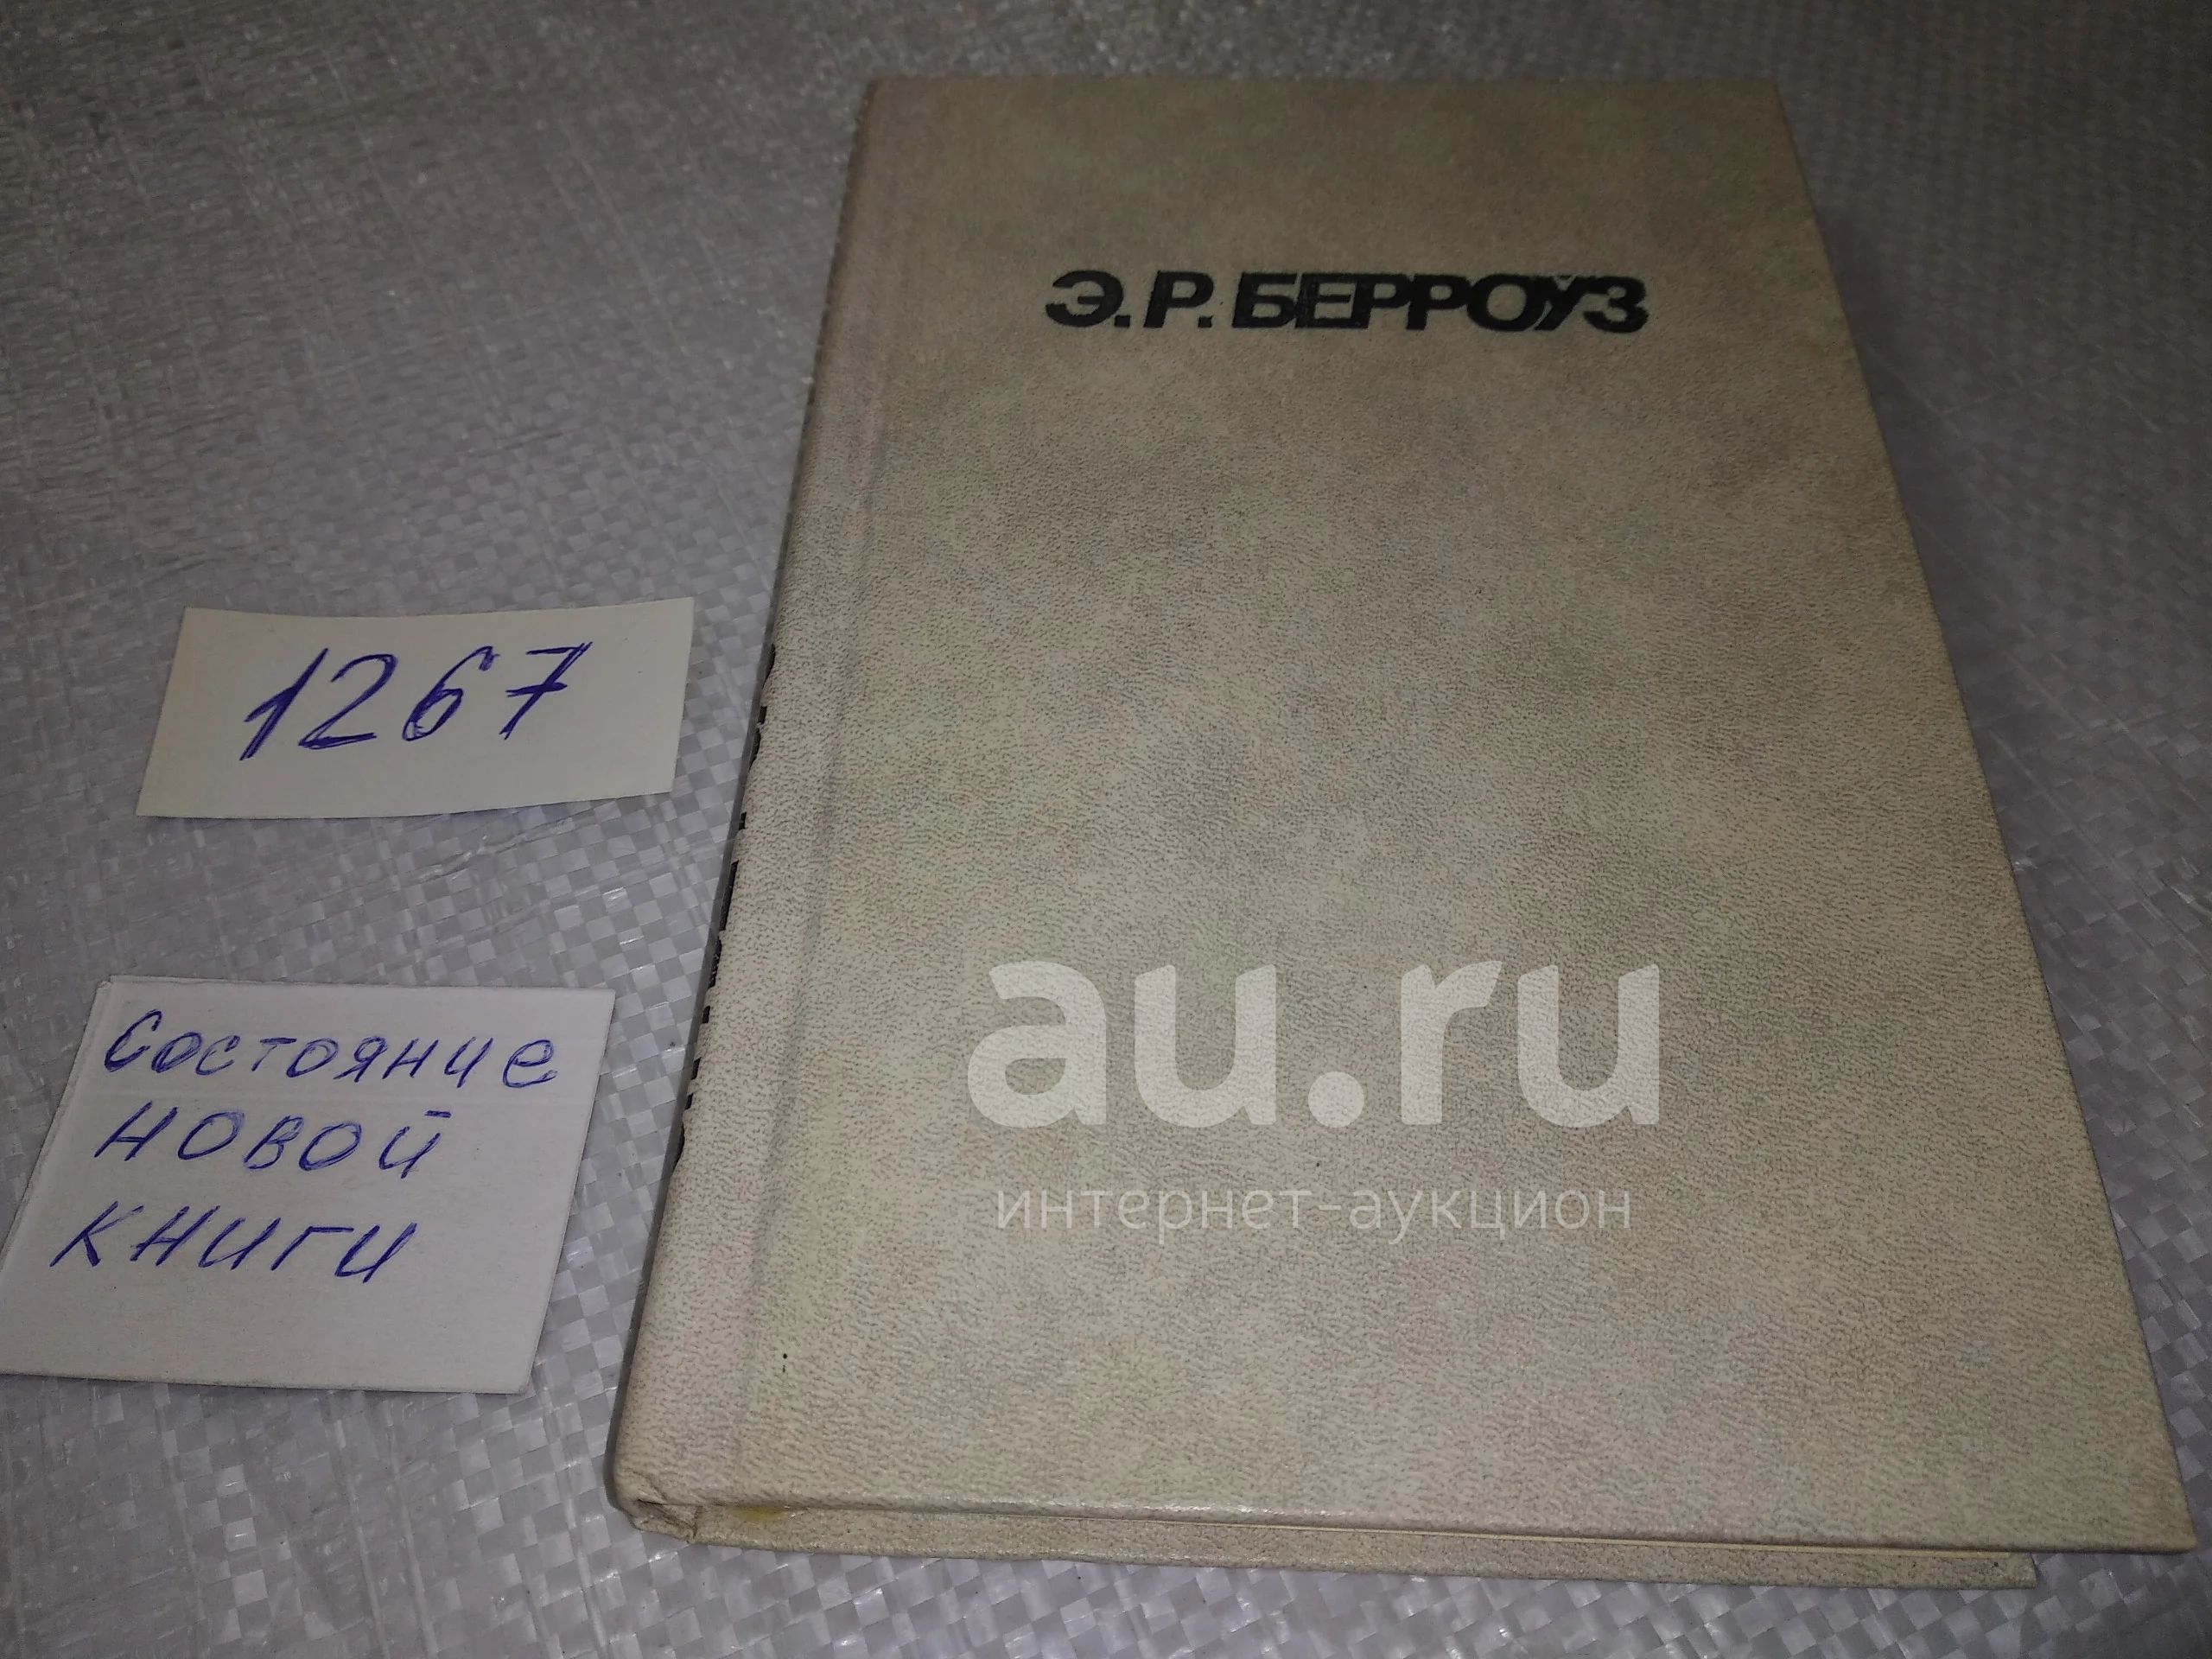 Э.Р.БЕРРОУЗ
1267
Состояние
новой
книги
au.ru
интернет-аукцион